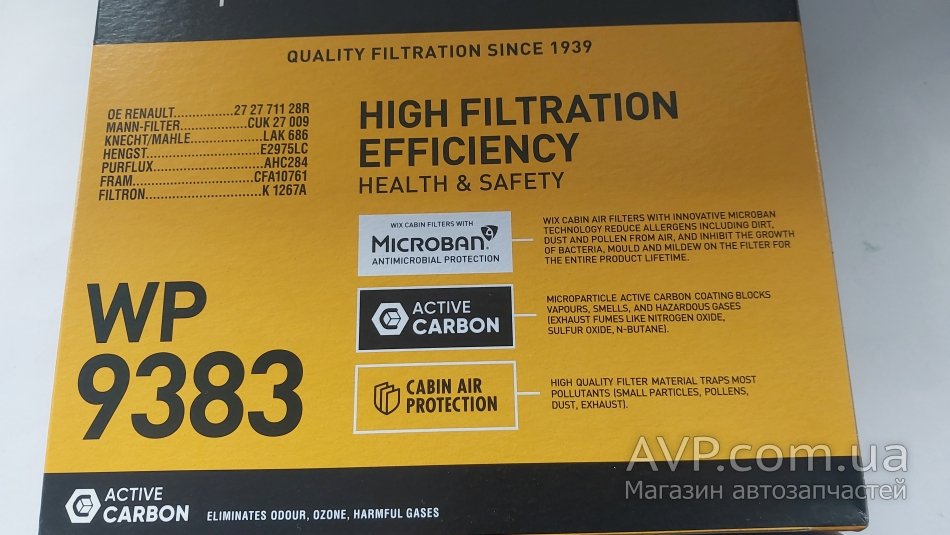 QUALITY FILTRATION SINCE 1939
OE RENAULT..................27 27 711 28R
MANN-FILTER....................CUK 27 009
KNECHT/MAHLE......................LAK 686
HENGST............................E2975LC
PURFLUX............................AHC284
FRAM.............................CFA10761
FILTRON...........................K 1267A
HIGH FILTRATION
EFFICIENCY
HEALTH & SAFETY
WIX CABIN FILTERS WITH
MICROBAN
ANTIMICROBIAL PROTECTION
WIX CABIN AIR FILTERS WITH INNOVATIVE MICROBAN
TECHNOLOGY REDUCE ALLERGENS INCLUDING DIRT,
DUST AND POLLEN FROM AIR, AND INHIBIT THE GROWTH
OF BACTERIA, MOULD AND MILDEW ON THE FILTER FOR
THE ENTIRE PRODUCT LIFETIME.
ACTIVE
CARBON
MICROPARTICLE ACTIVE CARBON COATING BLOCKS
VAPOURS, SMELLS, AND HAZARDOUS GASES
(EXHAUST FUMES LIKE NITROGEN OXIDE,
SULFUR OXIDE, N-BUTANE).
CABIN AIR
PROTECTION
HIGH QUALITY FILTER MATERIAL TRAPS MOST
POLLUTANTS (SMALL PARTICLES, POLLENS,
DUST, EXHAUST).
WP
9383
ACTIVE
CARBON
ELIMINATES ODOUR, OZONE, HARMFUL GASES
AVP.com.ua
Магазин автозапчастей